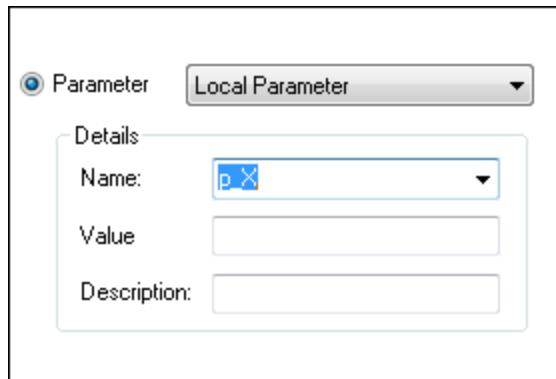 Parameter Local Parameter
Details
Name: p_X
Value
Description: